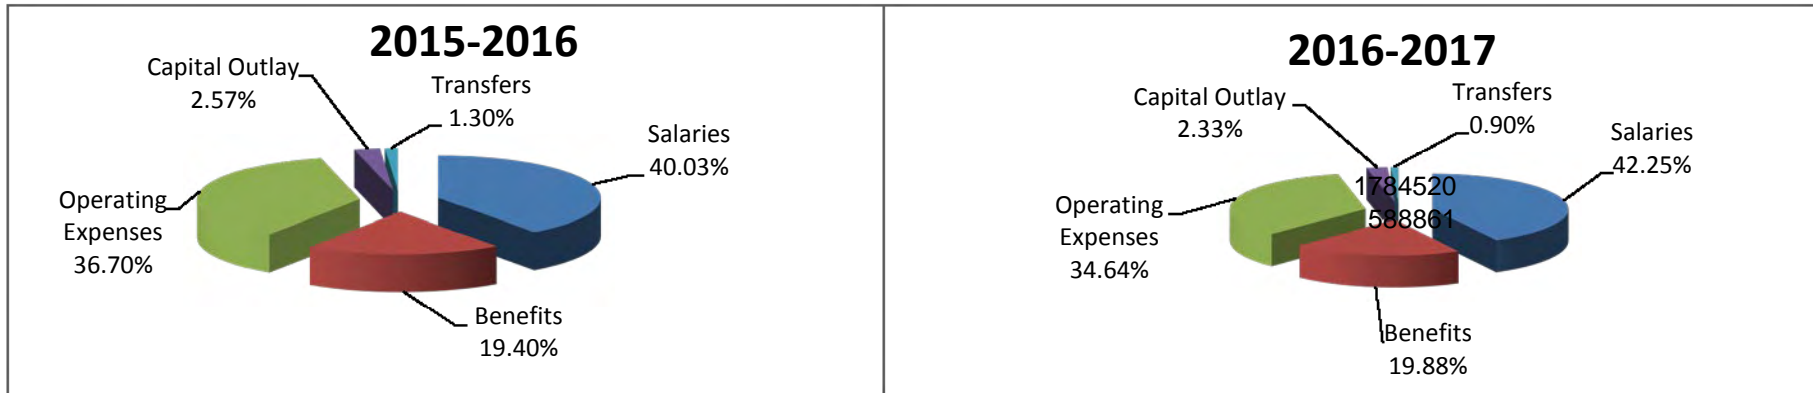 2015-2016
Capital Outlay
2.57%
Transfers
1.30%
Salaries
40.03%
Operating
Expenses
36.70%
Benefits
19.40%
2016-2017
Capital Outlay
2.33%
Transfers
0.90%
Salaries
42.25%
1784520
588861
Operating
Expenses
34.64%
Benefits
19.88%